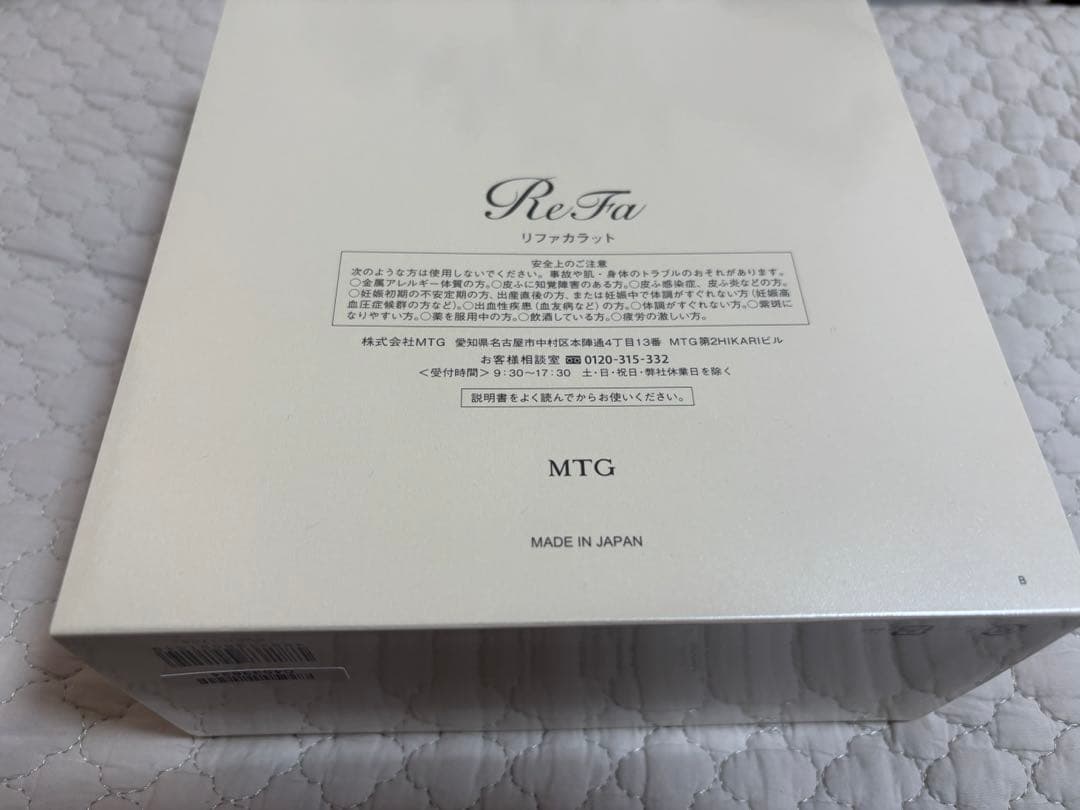 ReFa
リファカラット
安全上のご注意
次のような方は使用しないでください。事故や肌・身体のトラブルのおそれがあります。
○金属アレルギー体質の方。○皮ふに知覚障害のある方。○皮ふ感染症、皮ふ炎などの方。
○妊娠初期の不安定期の方、出産直後の方、または妊娠中で体調がすぐれない方（妊娠高
血圧症候群の方など）。○出血性疾患（血友病など）の方。○体調がすぐれない方。○紫斑に
なりやすい方。○薬を服用中の方。○飲酒している方。○疲労の激しい方。
株式会社MTG 愛知県名古屋市中村区本陣通4丁目13番 MTG第2HIKARIビル
お客様相談室 0120-315-332
＜受付時間＞9:30～17:30 土・日・祝日・弊社休業日を除く
説明書をよく読んでからお使いください。
MTG
MADE IN JAPAN
B